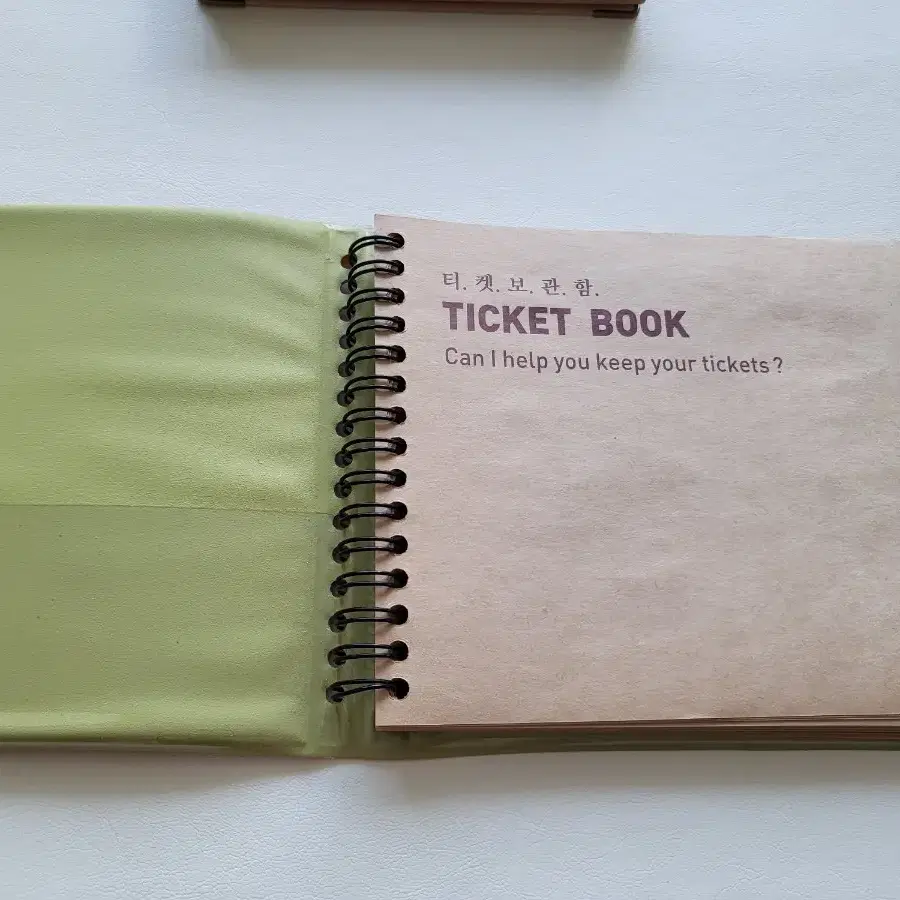 티. 켓. 보. 관. 함.
TICKET BOOK
Can I help you keep your tickets?